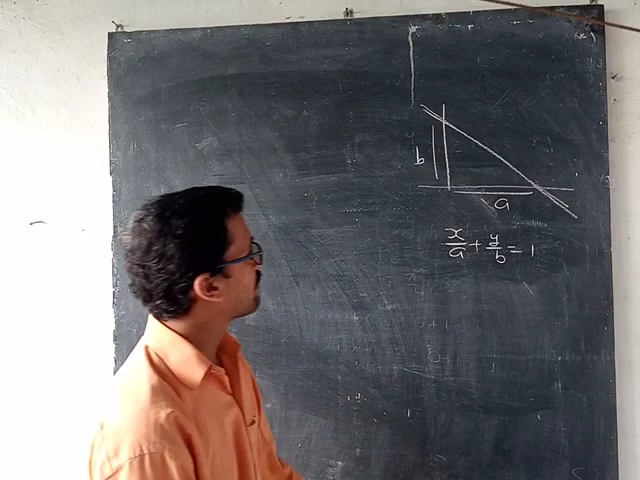 b
a
x/a + y/b = 1